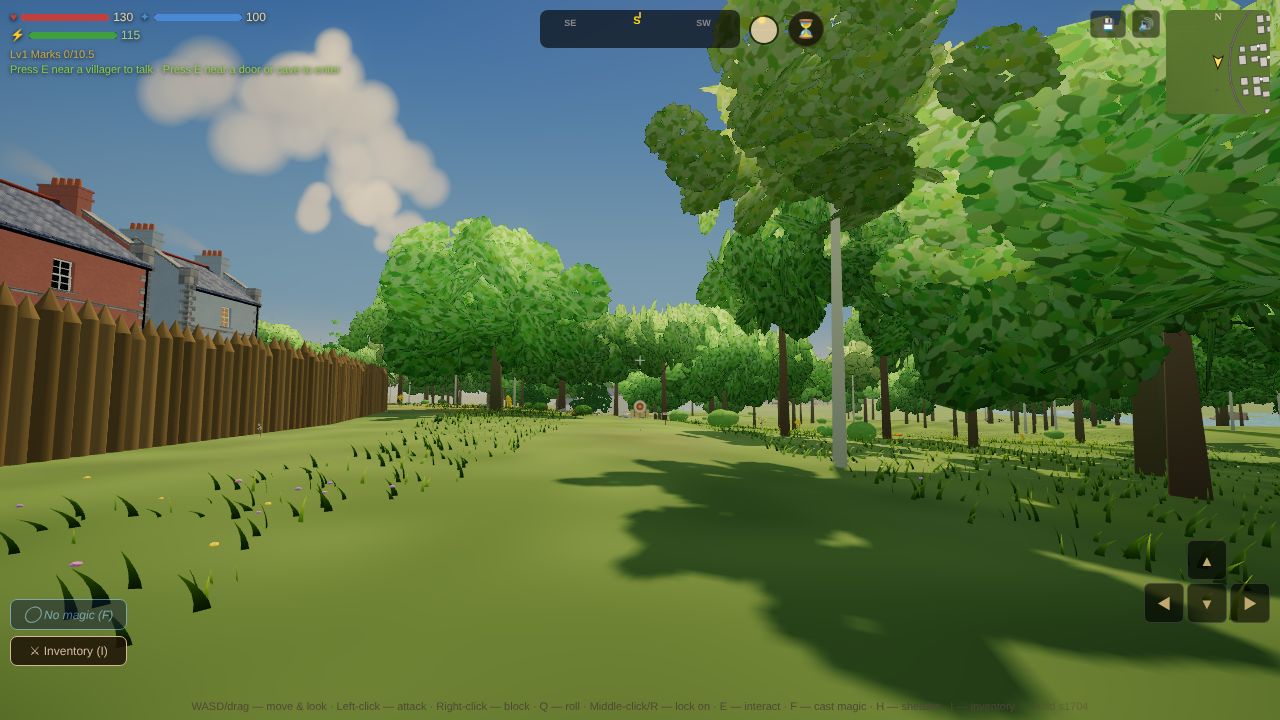 130 100
115
Lv1 Marks 0/10.5
Press E near a villager to talk · Press E near a door or cave to enter
SE S SW
N
No magic (F)
Inventory (I)
WASD/drag — move & look · Left-click — attack · Right-click — block · Q — roll · Middle-click/R — lock on · E — interact · F — cast magic · H — sheathe · I — inventory s1704